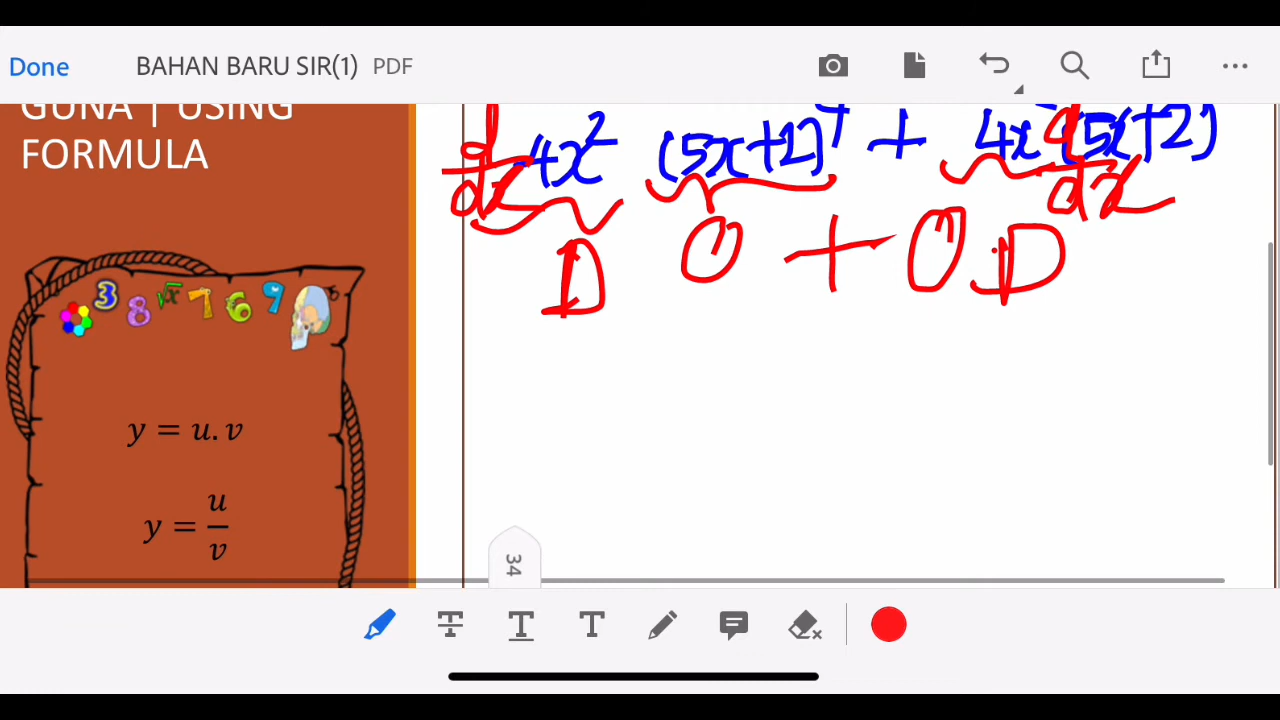 Done BAHAN BARU SIR(1) PDF
GUNA | USING
FORMULA
d/dx 4x² (5x+2) + 4x d/dx (5x+2)
D O + O D
3 8 √x 7 6 9
y = u.v
y = u/v
34
T T T